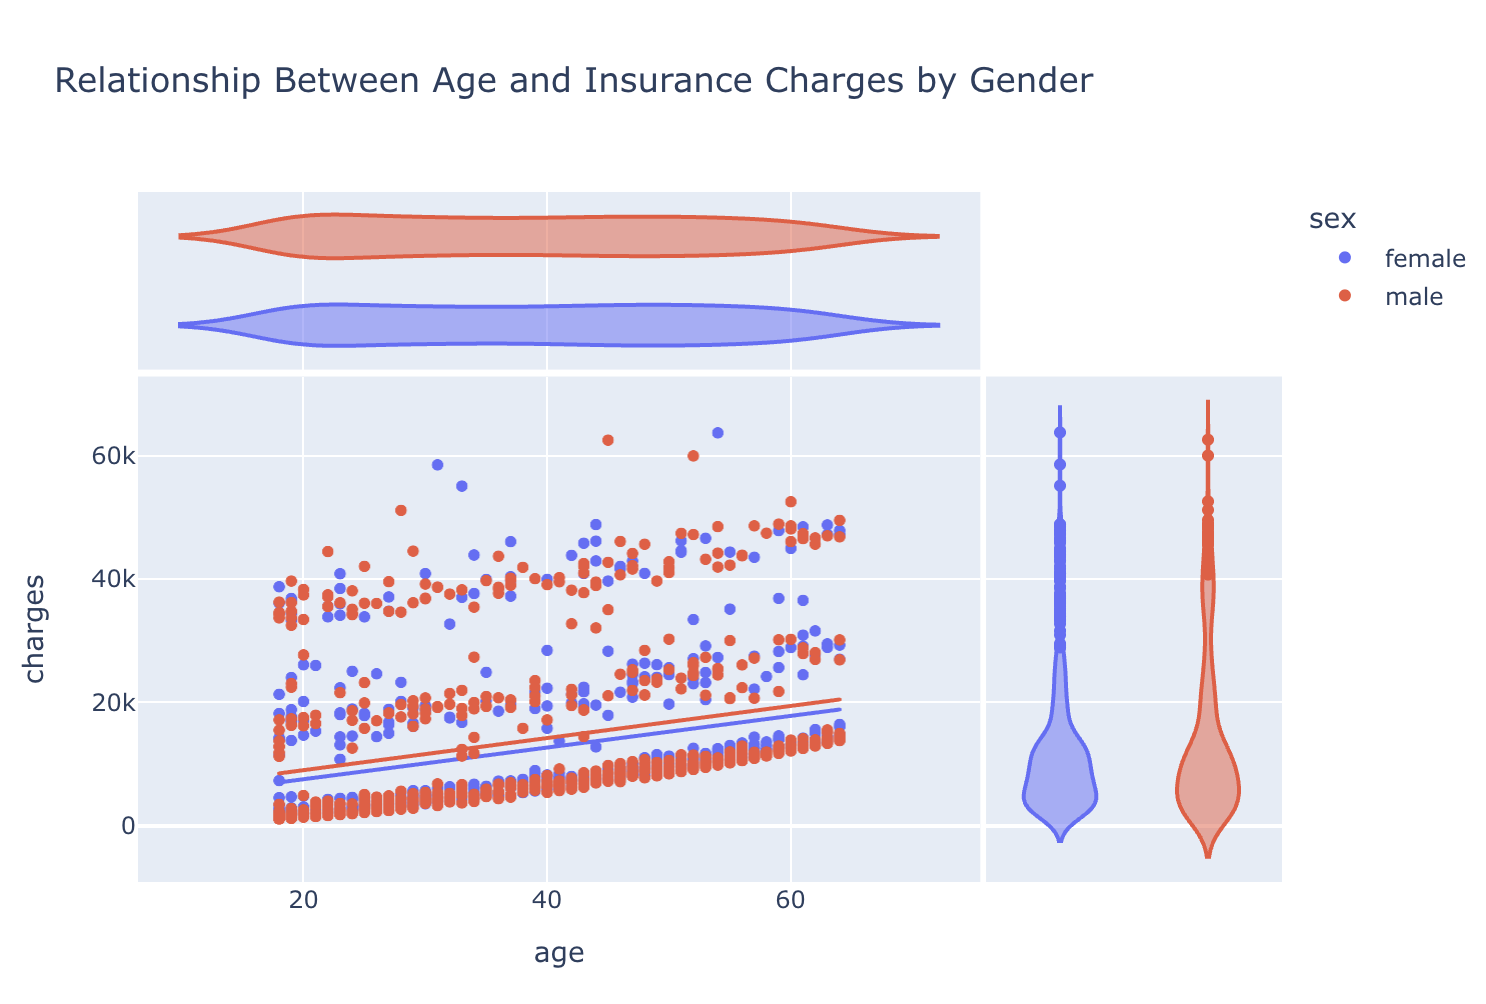 Relationship Between Age and Insurance Charges by Gender
sex
female
male
60k
40k
20k
0
charges
20
40
60
age